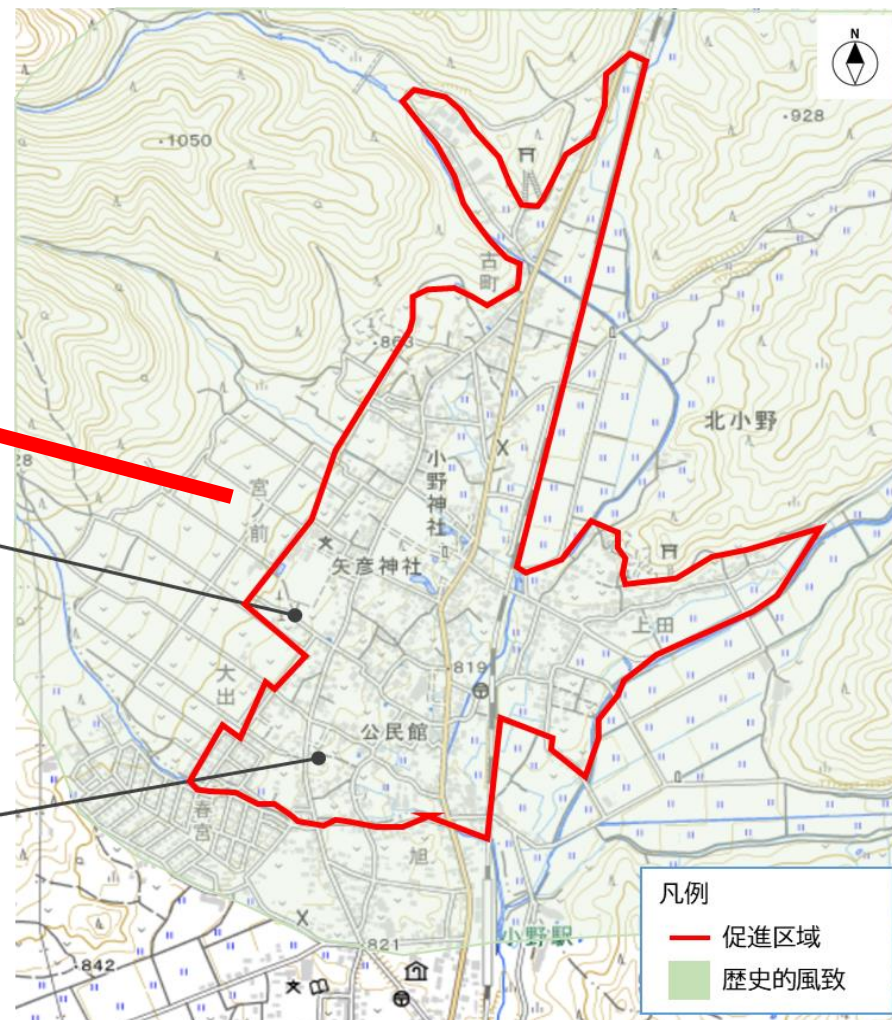 N
・928
・1050
古町
・863
北小野
28
宮ノ前
小野神社
矢彦神社
上田
大出
・819
公民館
春宮
旭
小野駅
821
・842
凡例
促進区域
歴史的風致